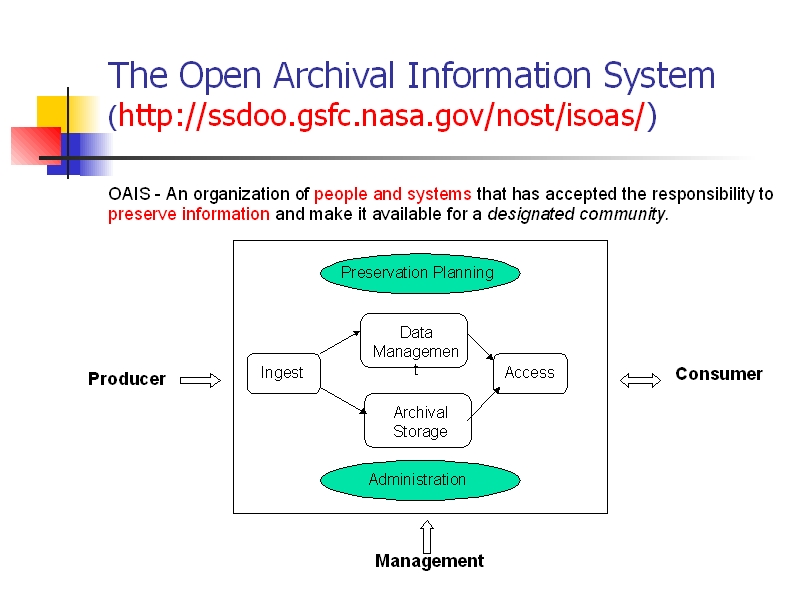 The Open Archival Information System
(http://ssdoo.gsfc.nasa.gov/nost/isoas/)
OAIS - An organization of people and systems that has accepted the responsibility to
preserve information and make it available for a designated community.
Preservation Planning
Data
Managemen
t
Ingest
Access
Producer
Consumer
Archival
Storage
Administration
Management